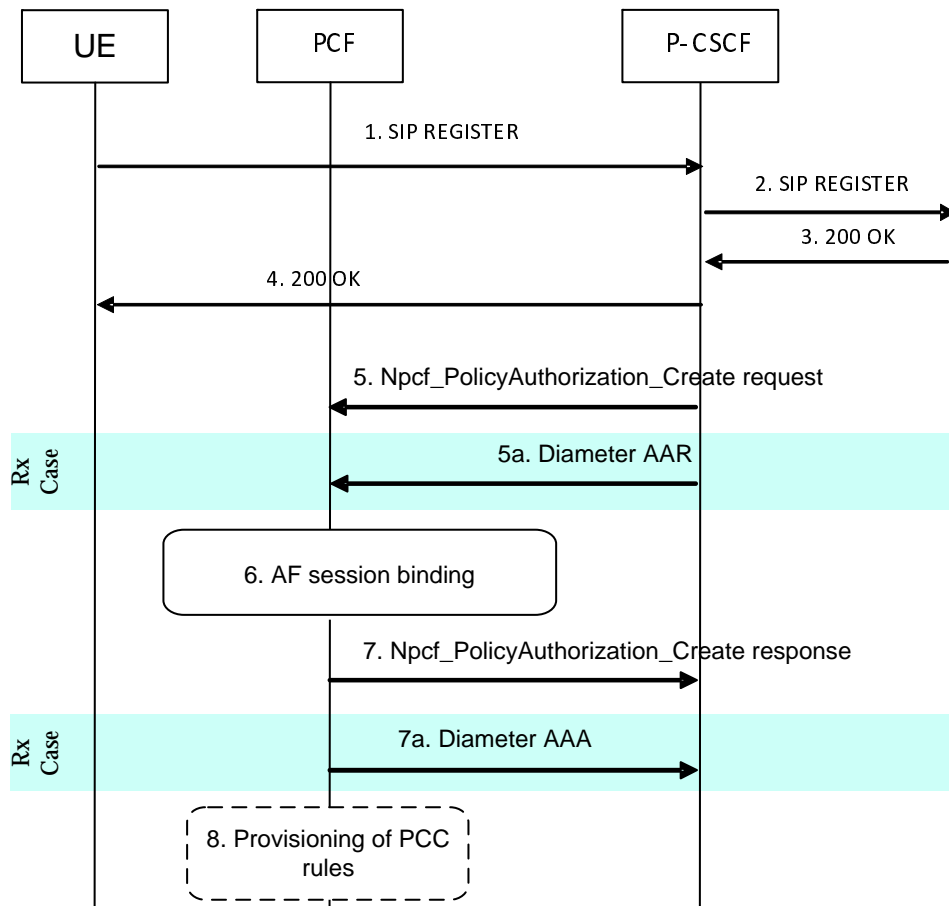 UE
PCF
P-CSCF
1. SIP REGISTER
2. SIP REGISTER
3. 200 OK
4. 200 OK
5. Npcf_PolicyAuthorization_Create request
Rx
Case
5a. Diameter AAR
6. AF session binding
7. Npcf_PolicyAuthorization_Create response
Rx
Case
7a. Diameter AAA
8. Provisioning of PCC
rules